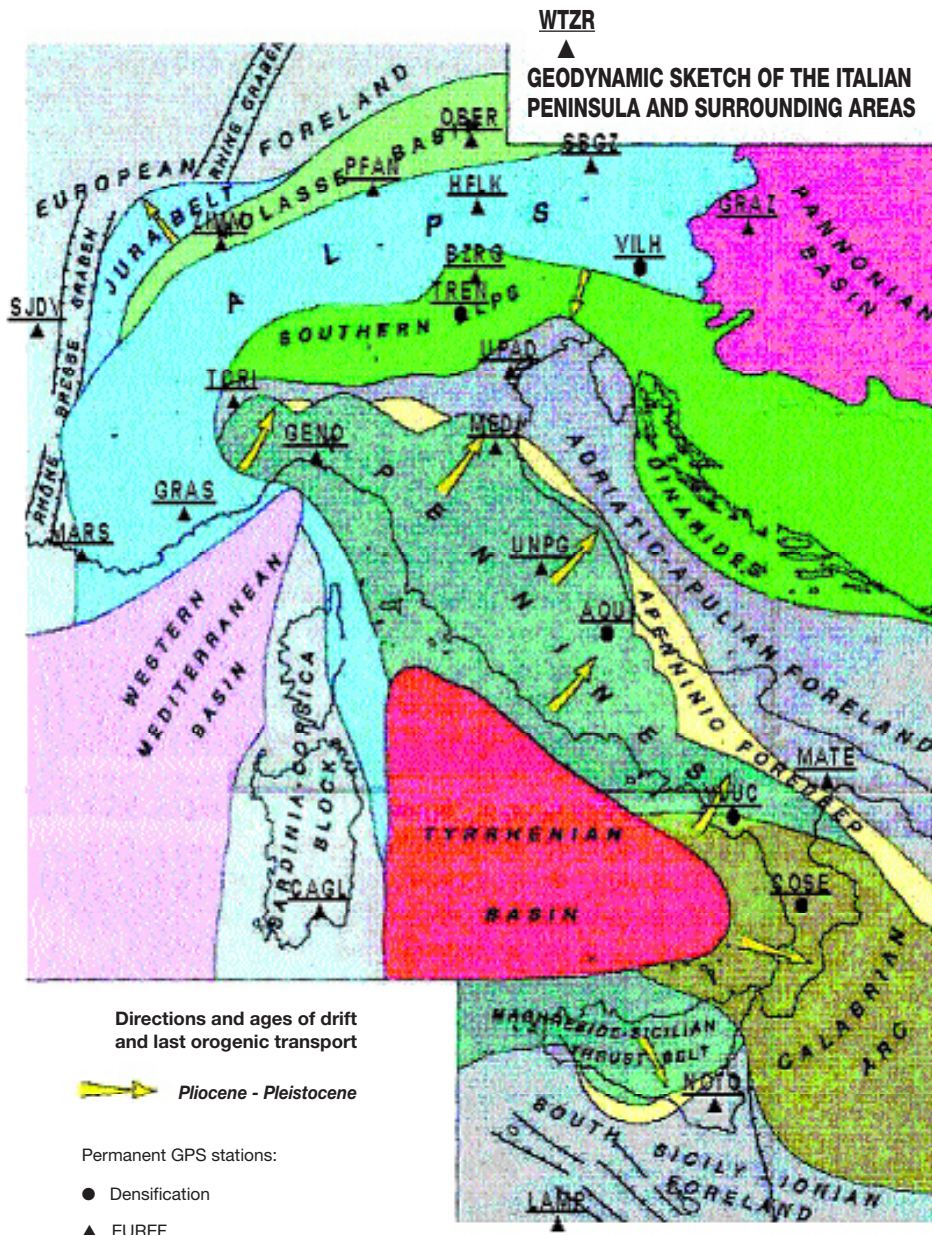 WTZR
GEODYNAMIC SKETCH OF THE ITALIAN
PENINSULA AND SURROUNDING AREAS
RHING GRABEN
EUROPEAN FORELAND
OBER
SBGZ
PFAN
MOLASSE BASIN
HFLK
GRAZ
PANNONIAN
BASIN
JURA BELT
ZIMM
A L P S
BZRG
VILH
TREN
SJDV
BRESSE GRABEN
SOUTHERN ALPS
UPAD
TORI
GENO
MEDI
ADRIATIC-APULIAN FORELAND
DINARIDES
RHÔNE
GRAS
MARS
UNPG
AQUI
A P E N N I N E S
APENNINIC FOREDEEP
WESTERN
MEDITERRANEAN
BASIN
SARDINIA-CORSICA
BLOCK
MATE
VVUC
TYRRHENIAN
BASIN
CAGL
COSE
CALABRIAN
ARC
MAGHREBIDE-SICILIAN
THRUST BELT
NOTO
SOUTH SICILY-IONIAN
FORELAND
LAMP
Directions and ages of drift
and last orogenic transport
Pliocene - Pleistocene
Permanent GPS stations:
Densification
EUREF